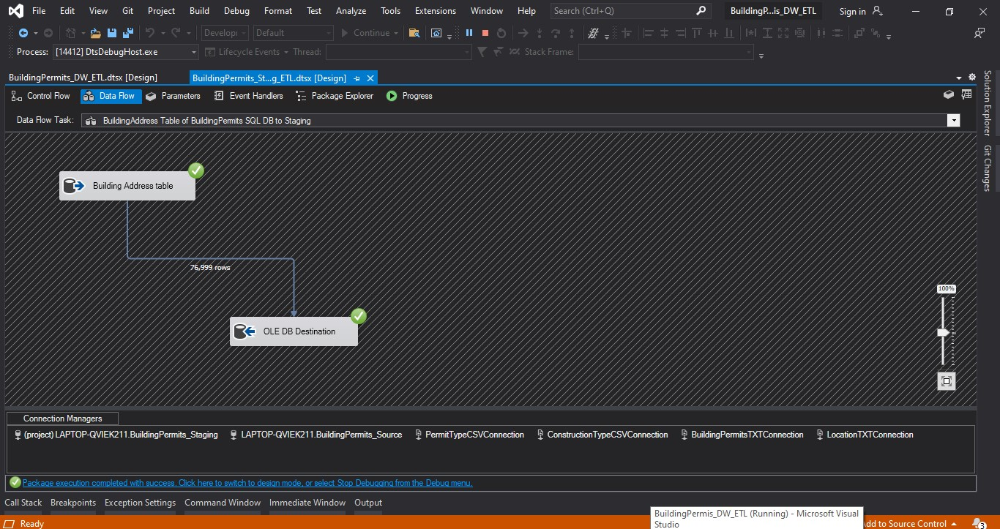 File Edit View Git Project Build Debug Format Test Analyze Tools Extensions Window Help Search (Ctrl+Q) BuildingP...is_DW_ETL Sign in
Develop Default Continue
Process: [14412] DtsDebugHost.exe Lifecycle Events Thread: Stack Frame:
BuildingPermits_DW_ETL.dtsx [Design] BuildingPermits_St...g_ETL.dtsx [Design]
Control Flow Data Flow Parameters Event Handlers Package Explorer Progress
Data Flow Task: BuildingAddress Table of BuildingPermits SQL DB to Staging
Solution Explorer
Git Changes
Building Address table
76,999 rows
OLE DB Destination
100%
Connection Managers
(project) LAPTOP-QVIEK211.BuildingPermits_Staging LAPTOP-QVIEK211.BuildingPermits_Source PermitTypeCSVConnection ConstructionTypeCSVConnection BuildingPermitsTXTConnection LocationTXTConnection
Package execution completed with success. Click here to switch to design mode, or select Stop Debugging from the Debug menu.
Call Stack Breakpoints Exception Settings Command Window Immediate Window Output
BuildingPermis_DW_ETL (Running) - Microsoft Visual
Studio
Ready dd to Source Control 3